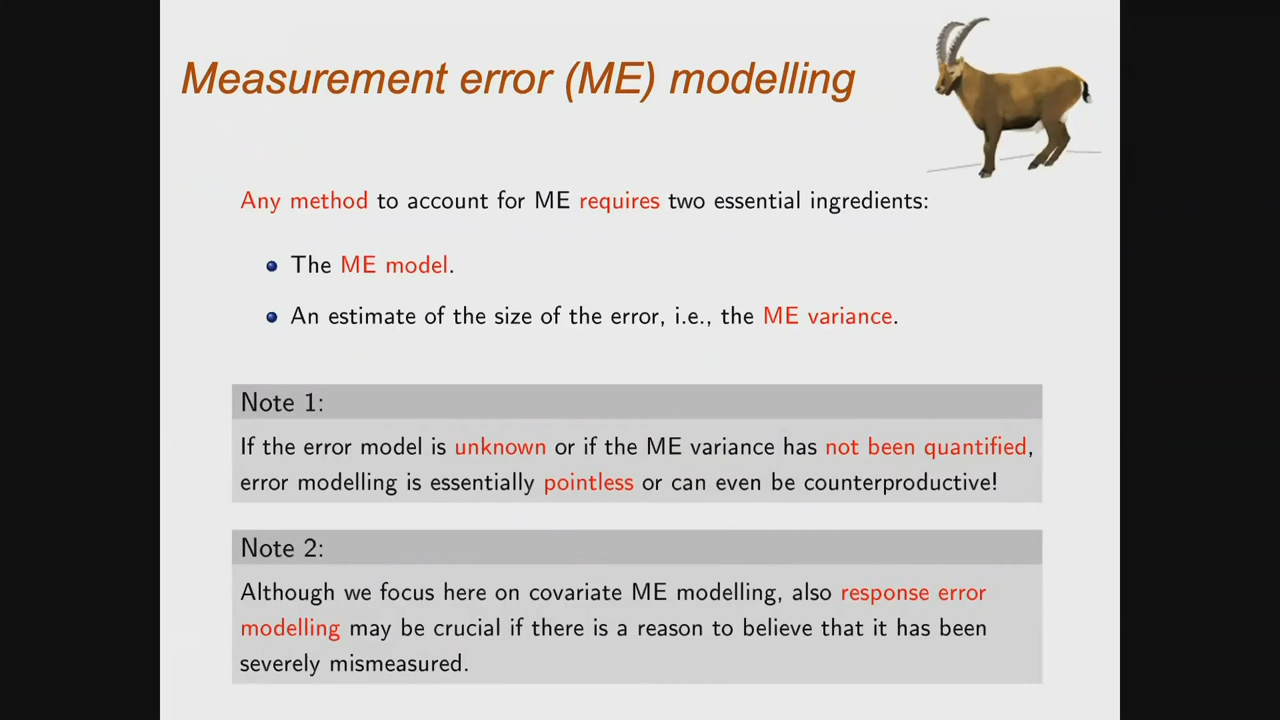 Measurement error (ME) modelling
Any method to account for ME requires two essential ingredients:
The ME model.
An estimate of the size of the error, i.e., the ME variance.
Note 1:
If the error model is unknown or if the ME variance has not been quantified,
error modelling is essentially pointless or can even be counterproductive!
Note 2:
Although we focus here on covariate ME modelling, also response error
modelling may be crucial if there is a reason to believe that it has been
severely mismeasured.